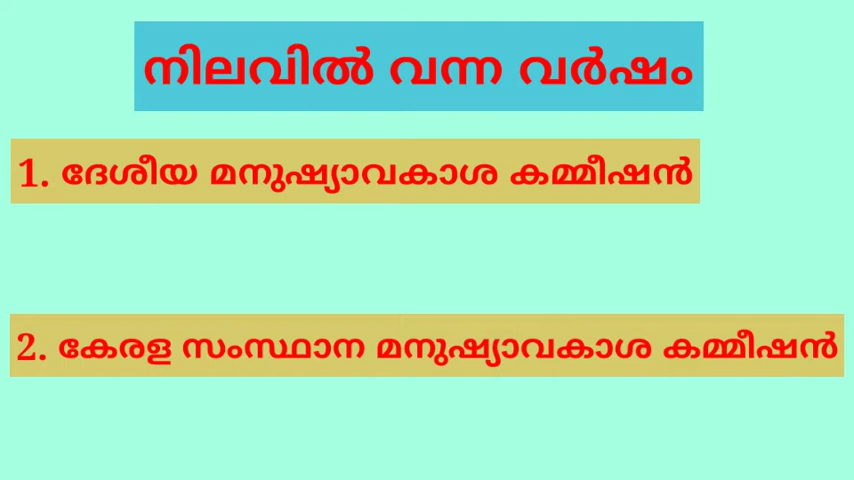 നിലവിൽ വന്ന വർഷം
1. ദേശീയ മനുഷ്യാവകാശ കമ്മീഷൻ
2. കേരള സംസ്ഥാന മനുഷ്യാവകാശ കമ്മീഷൻ